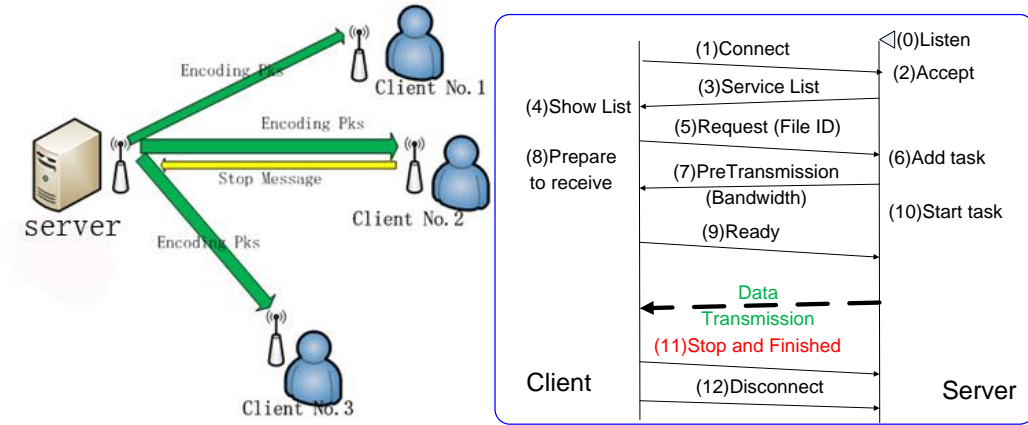 Encoding Pks
Client No.1
Encoding Pks
Stop Message
Client No.2
server
Encoding Pks
Client No.3
(0)Listen
(1)Connect
(2)Accept
(3)Service List
(4)Show List
(5)Request (File ID)
(8)Prepare
to receive
(6)Add task
(7)PreTransmission
(Bandwidth)
(10)Start task
(9)Ready
Data
Transmission
(11)Stop and Finished
Client
(12)Disconnect
Server